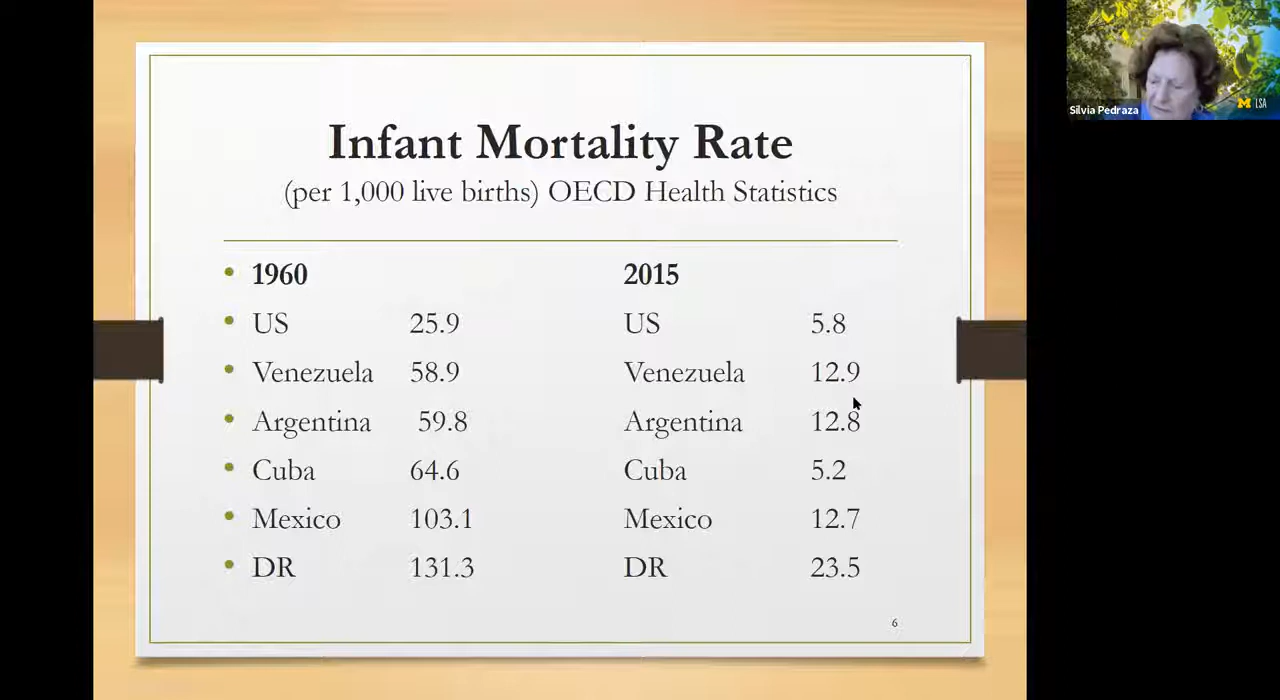 Infant Mortality Rate
(per 1,000 live births) OECD Health Statistics
• 1960 2015
• US 25.9 US 5.8
• Venezuela 58.9 Venezuela 12.9
• Argentina 59.8 Argentina 12.8
• Cuba 64.6 Cuba 5.2
• Mexico 103.1 Mexico 12.7
• DR 131.3 DR 23.5
6
Silvia Pedraza
M LSA